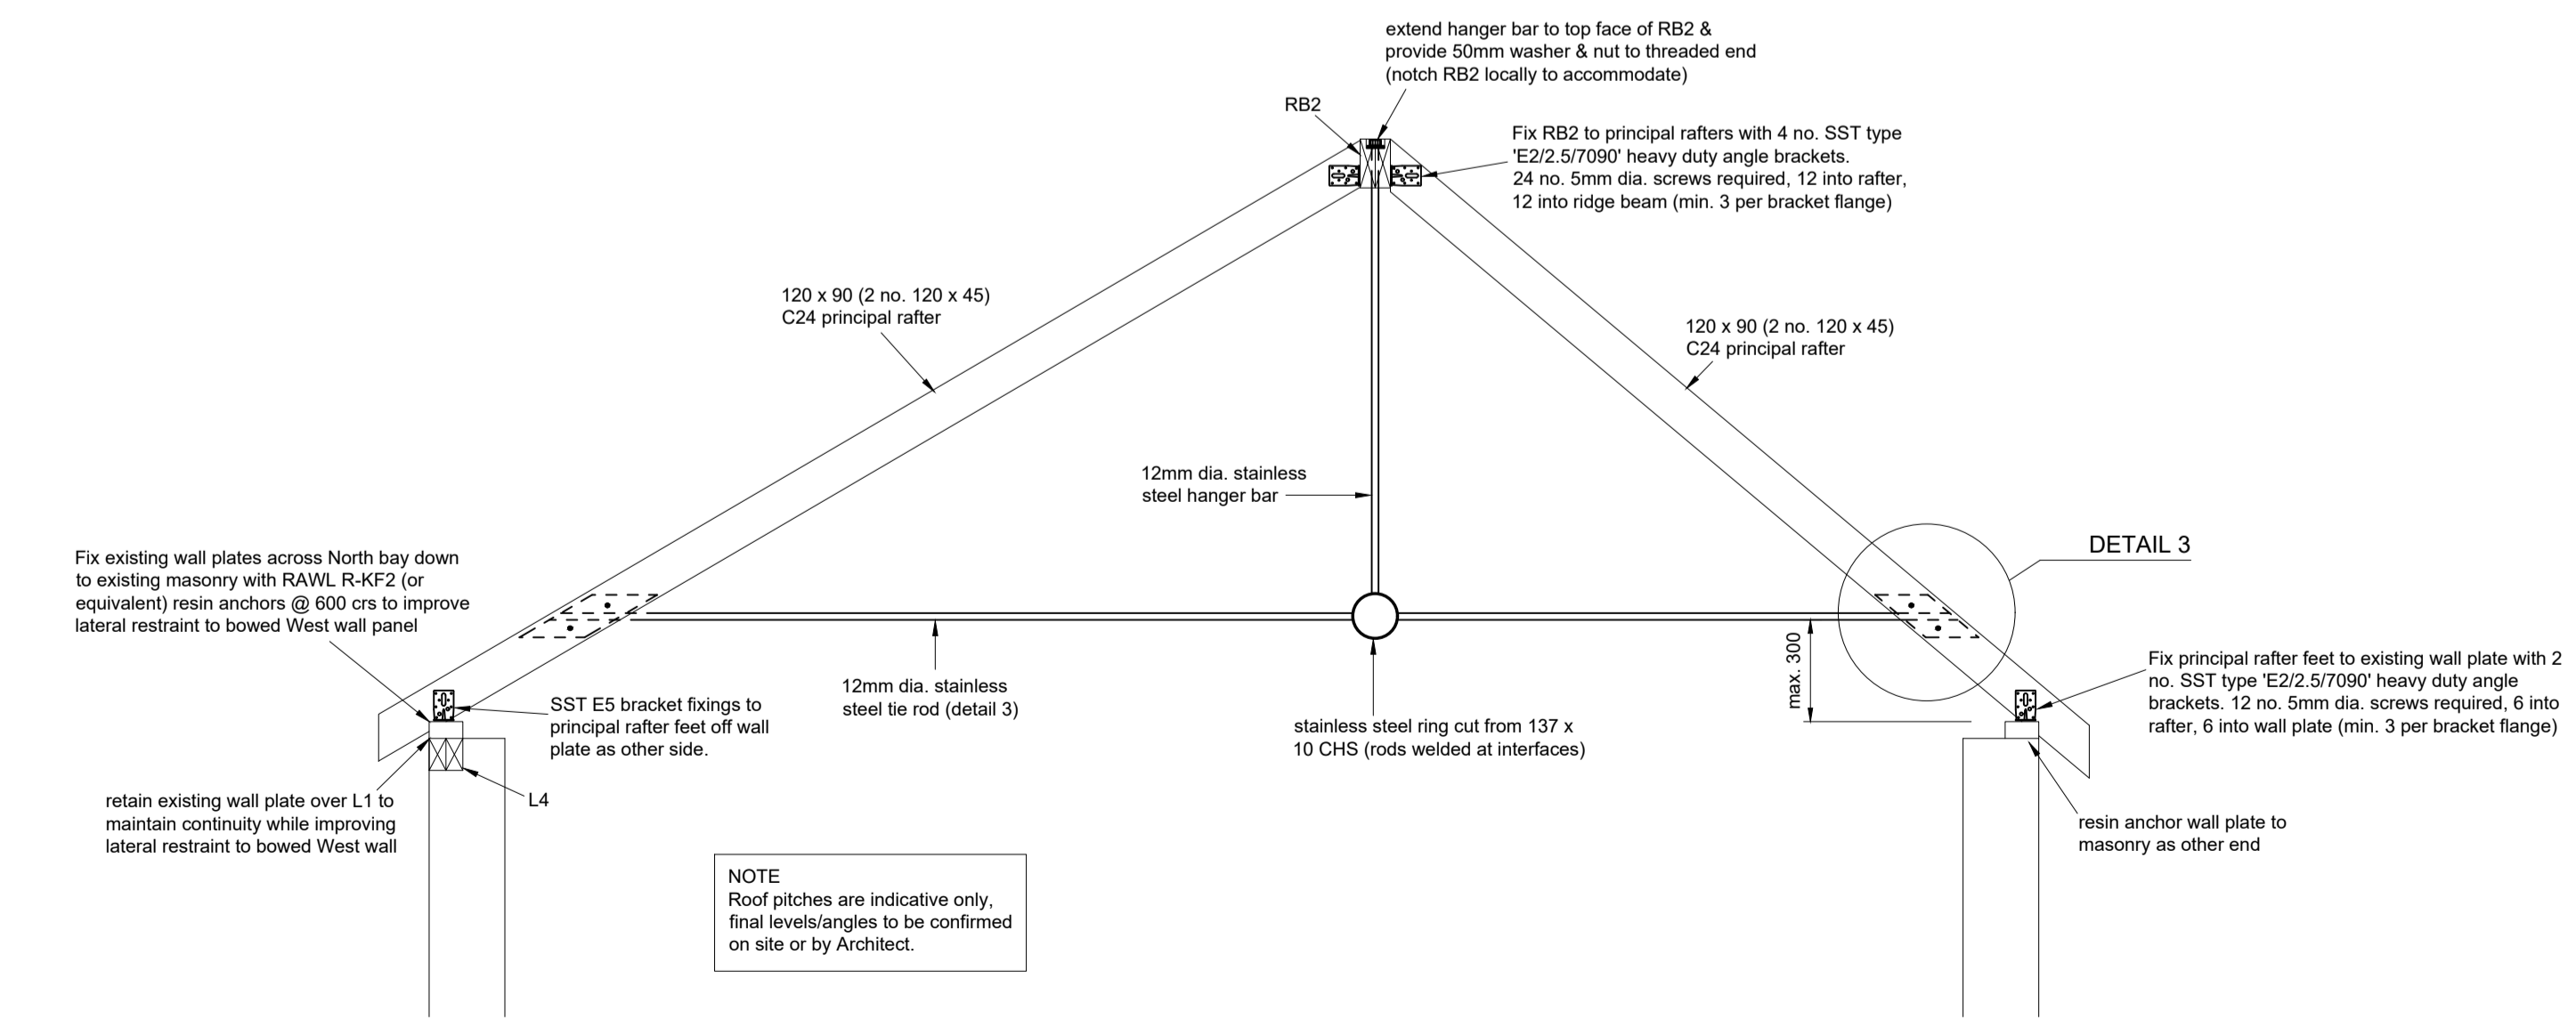 extend hanger bar to top face of RB2 &
provide 50mm washer & nut to threaded end
(notch RB2 locally to accommodate)
RB2
Fix RB2 to principal rafters with 4 no. SST type
'E2/2.5/7090' heavy duty angle brackets.
24 no. 5mm dia. screws required, 12 into rafter,
12 into ridge beam (min. 3 per bracket flange)
120 x 90 (2 no. 120 x 45)
C24 principal rafter
120 x 90 (2 no. 120 x 45)
C24 principal rafter
12mm dia. stainless
steel hanger bar
DETAIL 3
Fix existing wall plates across North bay down
to existing masonry with RAWL R-KF2 (or
equivalent) resin anchors @ 600 crs to improve
lateral restraint to bowed West wall panel
max. 300
Fix principal rafter feet to existing wall plate with 2
no. SST type 'E2/2.5/7090' heavy duty angle
brackets. 12 no. 5mm dia. screws required, 6 into
rafter, 6 into wall plate (min. 3 per bracket flange)
SST E5 bracket fixings to
principal rafter feet off wall
plate as other side.
12mm dia. stainless
steel tie rod (detail 3)
stainless steel ring cut from 137 x
10 CHS (rods welded at interfaces)
retain existing wall plate over L1 to
maintain continuity while improving
lateral restraint to bowed West wall
L4
resin anchor wall plate to
masonry as other end
NOTE
Roof pitches are indicative only,
final levels/angles to be confirmed
on site or by Architect.